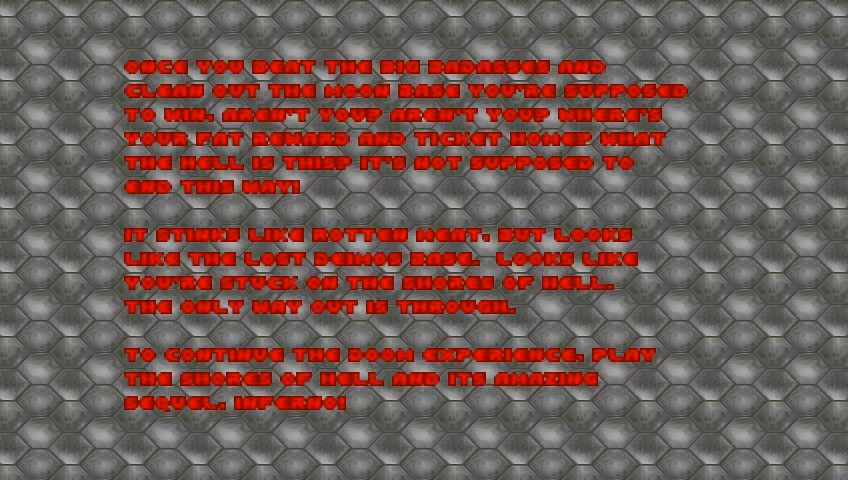 ONCE YOU BEAT THE BIG BADASSES AND
CLEAN OUT THE MOON BASE YOU'RE SUPPOSED
TO WIN, AREN'T YOU? AREN'T YOU? WHERE'S
YOUR FAT REWARD AND TICKET HOME? WHAT
THE HELL IS THIS? IT'S NOT SUPPOSED TO
END THIS WAY!
IT STINKS LIKE ROTTEN MEAT, BUT LOOKS
LIKE THE LOST DEIMOS BASE.  LOOKS LIKE
YOU'RE STUCK ON THE SHORES OF HELL.
THE ONLY WAY OUT IS THROUGH.
TO CONTINUE THE DOOM EXPERIENCE, PLAY
THE SHORES OF HELL AND ITS AMAZING
SEQUEL, INFERNO!